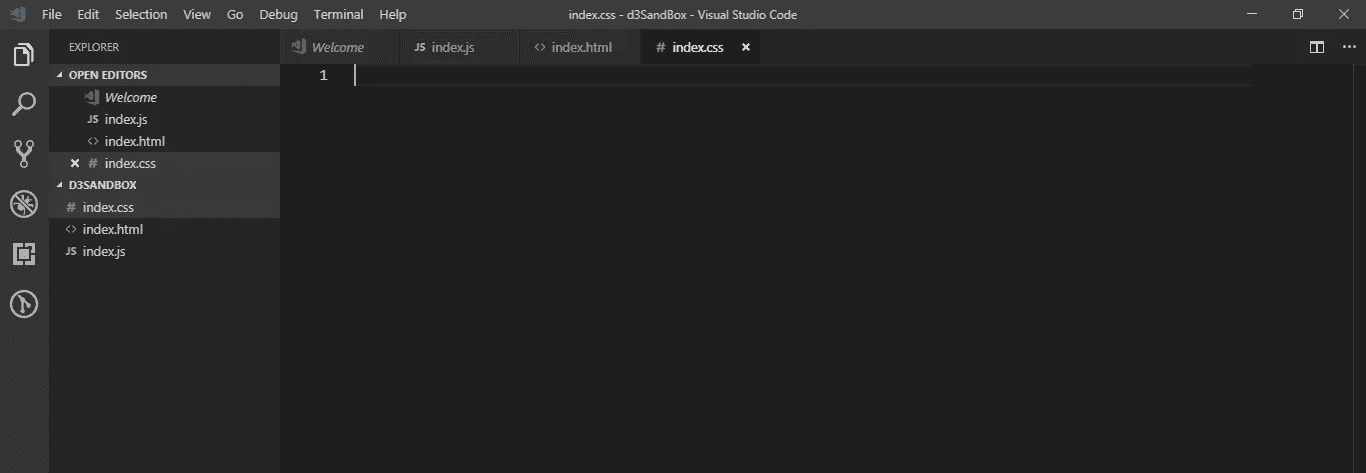 File Edit Selection View Go Debug Terminal Help index.css - d3SandBox - Visual Studio Code
EXPLORER
Welcome JS index.js <> index.html # index.css
OPEN EDITORS
Welcome
JS index.js
<> index.html
# index.css
D3SANDBOX
# index.css
<> index.html
JS index.js
1